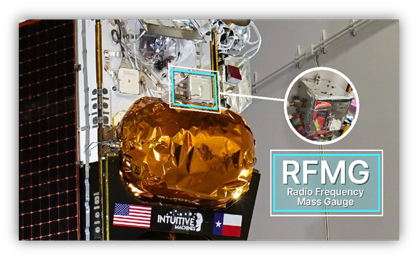 RFMG
Radio Frequency
Mass Gauge
INTUITIVE
MACHINES